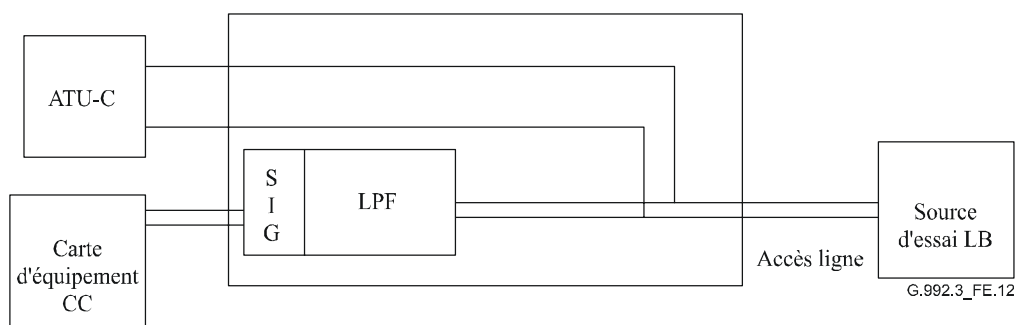 ATU-C
S
I
G
LPF
Carte
d'équipement
CC
Accès ligne
Source
d'essai LB
G.992.3_FE.12